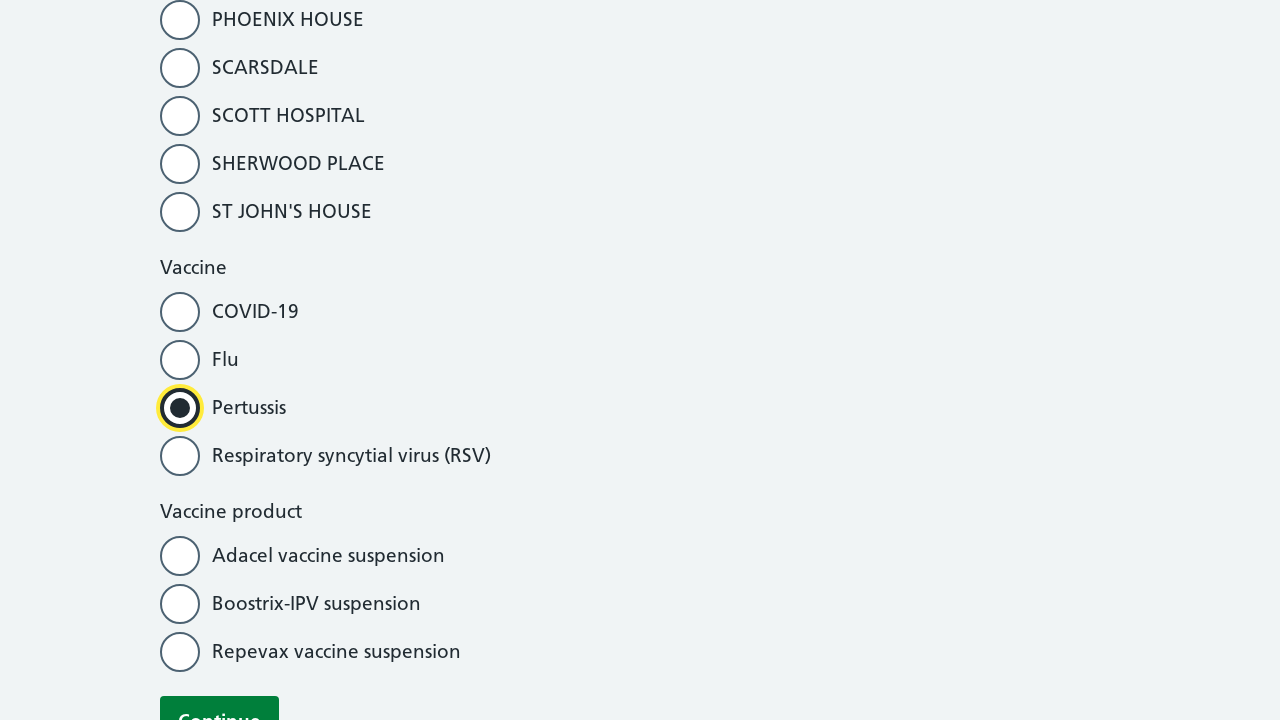 PHOENIX HOUSE
SCARSDALE
SCOTT HOSPITAL
SHERWOOD PLACE
ST JOHN'S HOUSE
Vaccine
COVID-19
Flu
Pertussis
Respiratory syncytial virus (RSV)
Vaccine product
Adacel vaccine suspension
Boostrix-IPV suspension
Repevax vaccine suspension
Continue